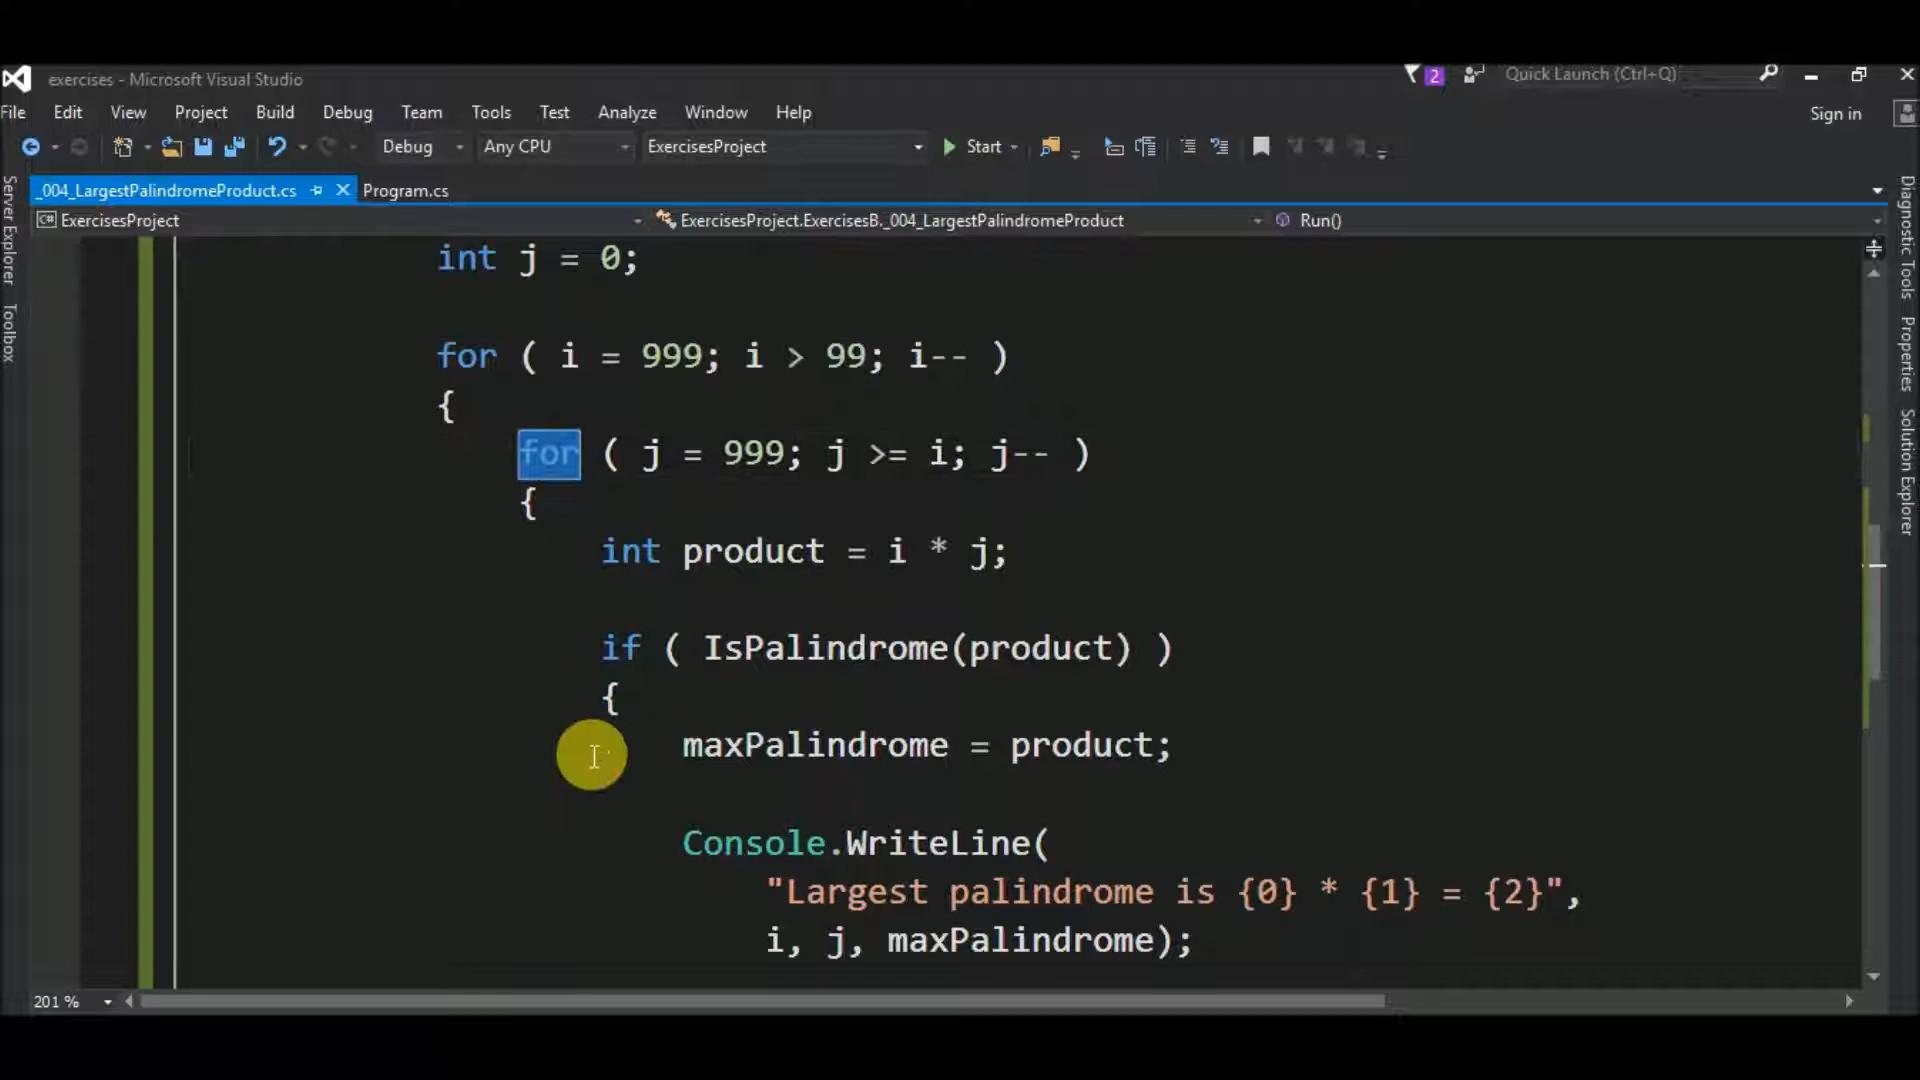 exercises - Microsoft Visual Studio
2
Quick Launch (Ctrl+Q)
File Edit View Project Build Debug Team Tools Test Analyze Window Help
Sign in
Debug Any CPU ExercisesProject Start
_004_LargestPalindromeProduct.cs Program.cs
C# ExercisesProject ExercisesProject.ExercisesB._004_LargestPalindromeProduct Run()
Server Explorer
Toolbox
int j = 0;
for ( i = 999; i > 99; i-- )
{
for ( j = 999; j >= i; j-- )
{
int product = i * j;
if ( IsPalindrome(product) )
{
maxPalindrome = product;
Console.WriteLine(
"Largest palindrome is {0} * {1} = {2}",
i, j, maxPalindrome);
Diagnostic Tools
Properties
Solution Explorer
201 %